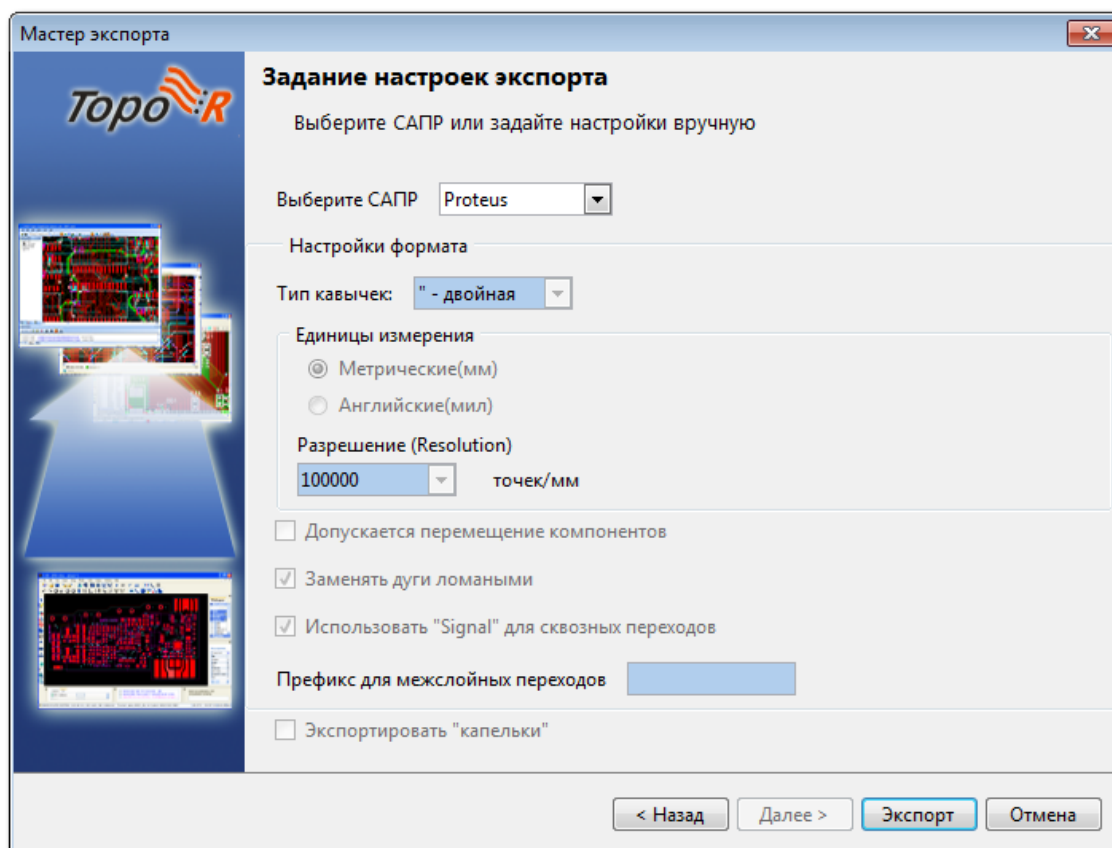 Мастер экспорта
TopoR
Задание настроек экспорта
Выберите САПР или задайте настройки вручную
Выберите САПР Proteus
Настройки формата
Тип кавычек: " - двойная
Единицы измерения
Метрические(мм)
Английские(мил)
Разрешение (Resolution)
100000 точек/мм
Допускается перемещение компонентов
Заменять дуги ломаными
Использовать "Signal" для сквозных переходов
Префикс для межслойных переходов
Экспортировать "капельки"
< Назад Далее > Экспорт Отмена